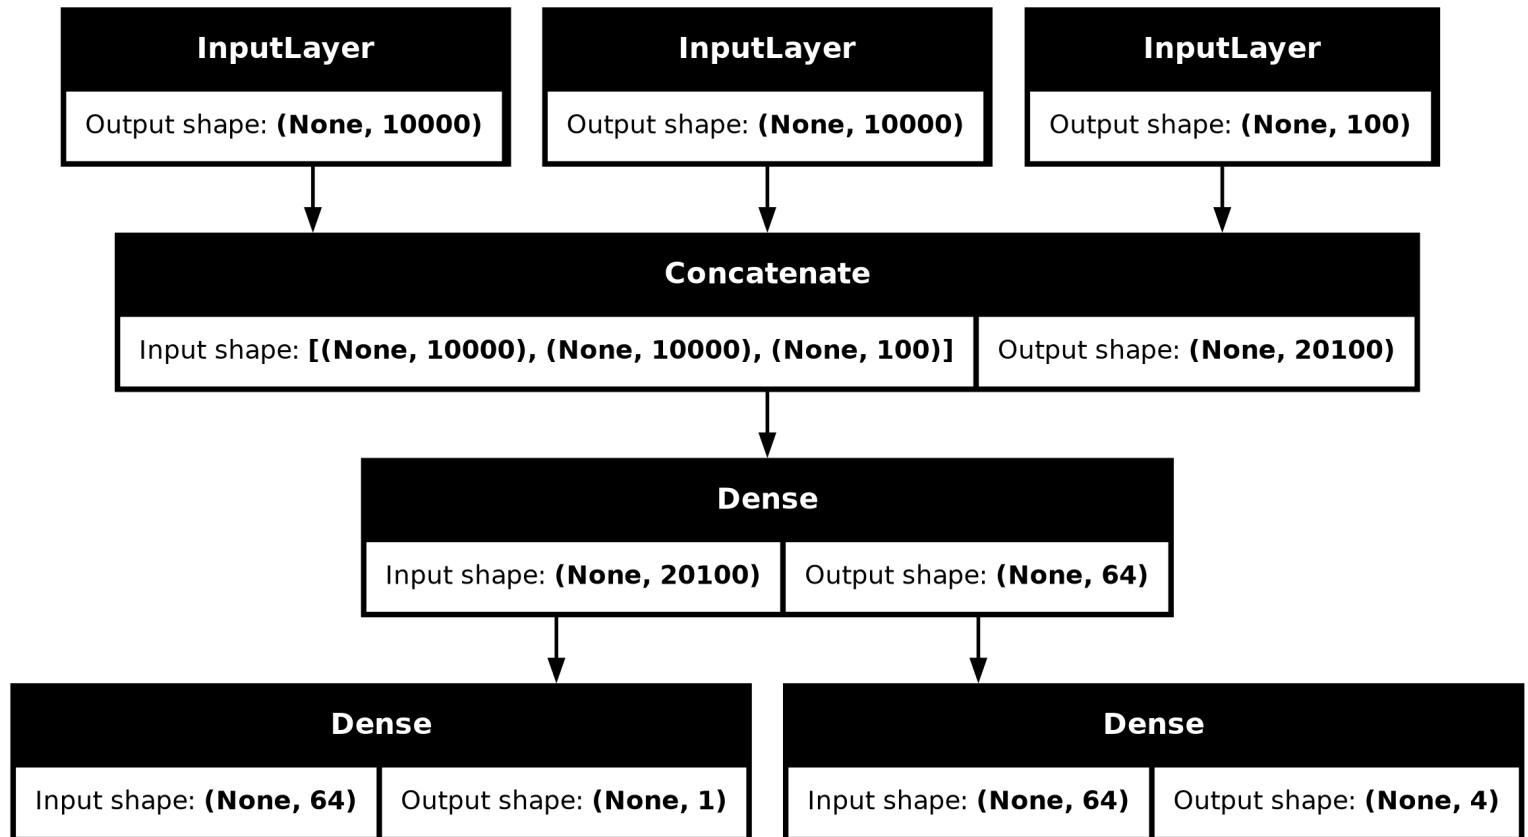 InputLayer InputLayer InputLayer
Output shape: (None, 10000) Output shape: (None, 10000) Output shape: (None, 100)
Concatenate
Input shape: [(None, 10000), (None, 10000), (None, 100)] Output shape: (None, 20100)
Dense
Input shape: (None, 20100) Output shape: (None, 64)
Dense Dense
Input shape: (None, 64) Output shape: (None, 1) Input shape: (None, 64) Output shape: (None, 4)